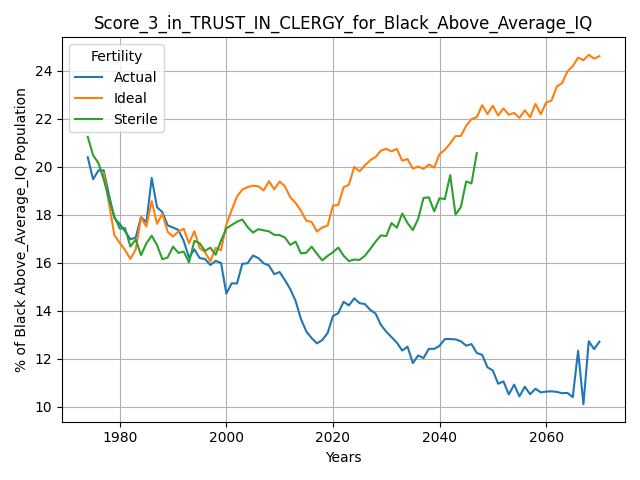 Score_3_in_TRUST_IN_CLERGY_for_Black_Above_Average_IQ
% of Black Above_Average_IQ Population
Fertility
Actual
Ideal
Sterile
24
22
20
18
16
14
12
10
1980 2000 2020 2040 2060
Years